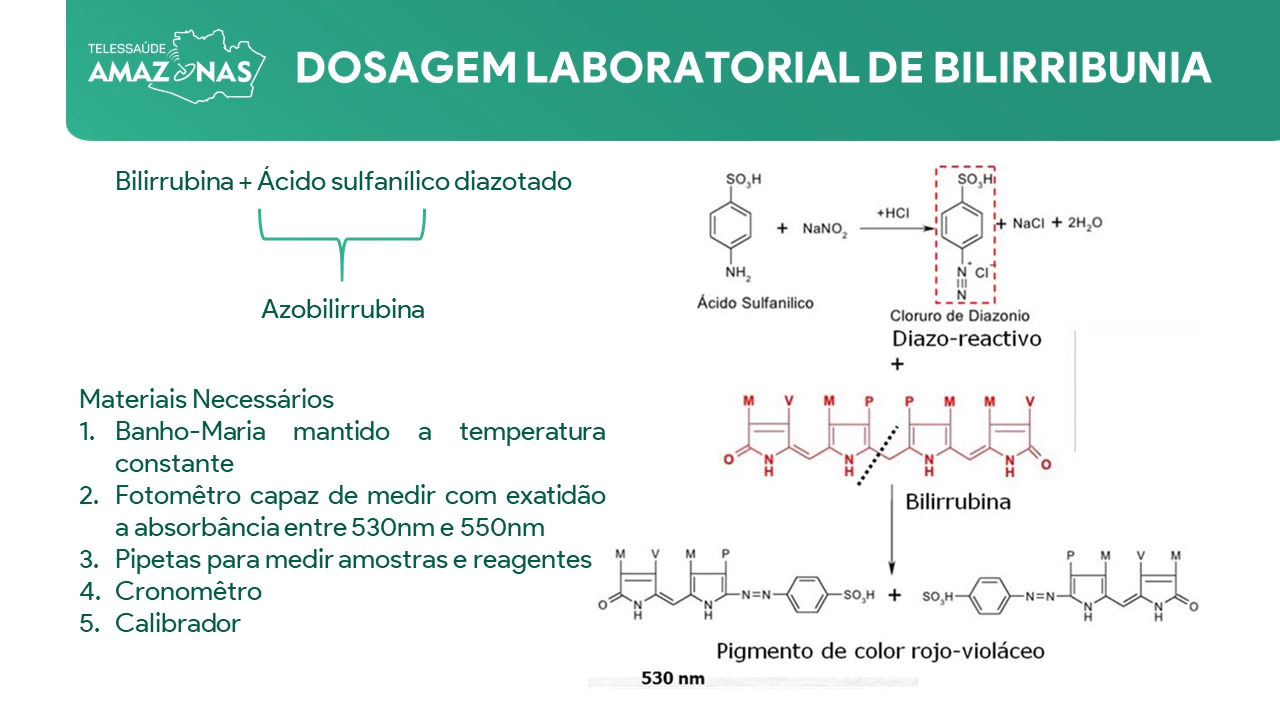 TELESSAÚDE
AMAZONAS
DOSAGEM LABORATORIAL DE BILIRRIBUNIA
Bilirrubina + Ácido sulfanílico diazotado
Azobilirrubina
Materiais Necessários
1. Banho-Maria mantido a temperatura
constante
2. Fotomêtro capaz de medir com exatidão
a absorbância entre 530nm e 550nm
3. Pipetas para medir amostras e reagentes
4. Cronomêtro
5. Calibrador
SO₃H
NH₂
Ácido Sulfanilico
+ NaNO₂
+HCl
SO₃H
N⁺ Cl⁻
N
+ NaCl + 2H₂O
Cloruro de Diazonio
Diazo-reactivo
+
M V M P P M M V
O N H N H N H N H O
Bilirrubina
M V M P
O N H N H N=N SO₃H
+
P M V M
SO₃H N=N N H N H O
Pigmento de color rojo-violáceo
530 nm